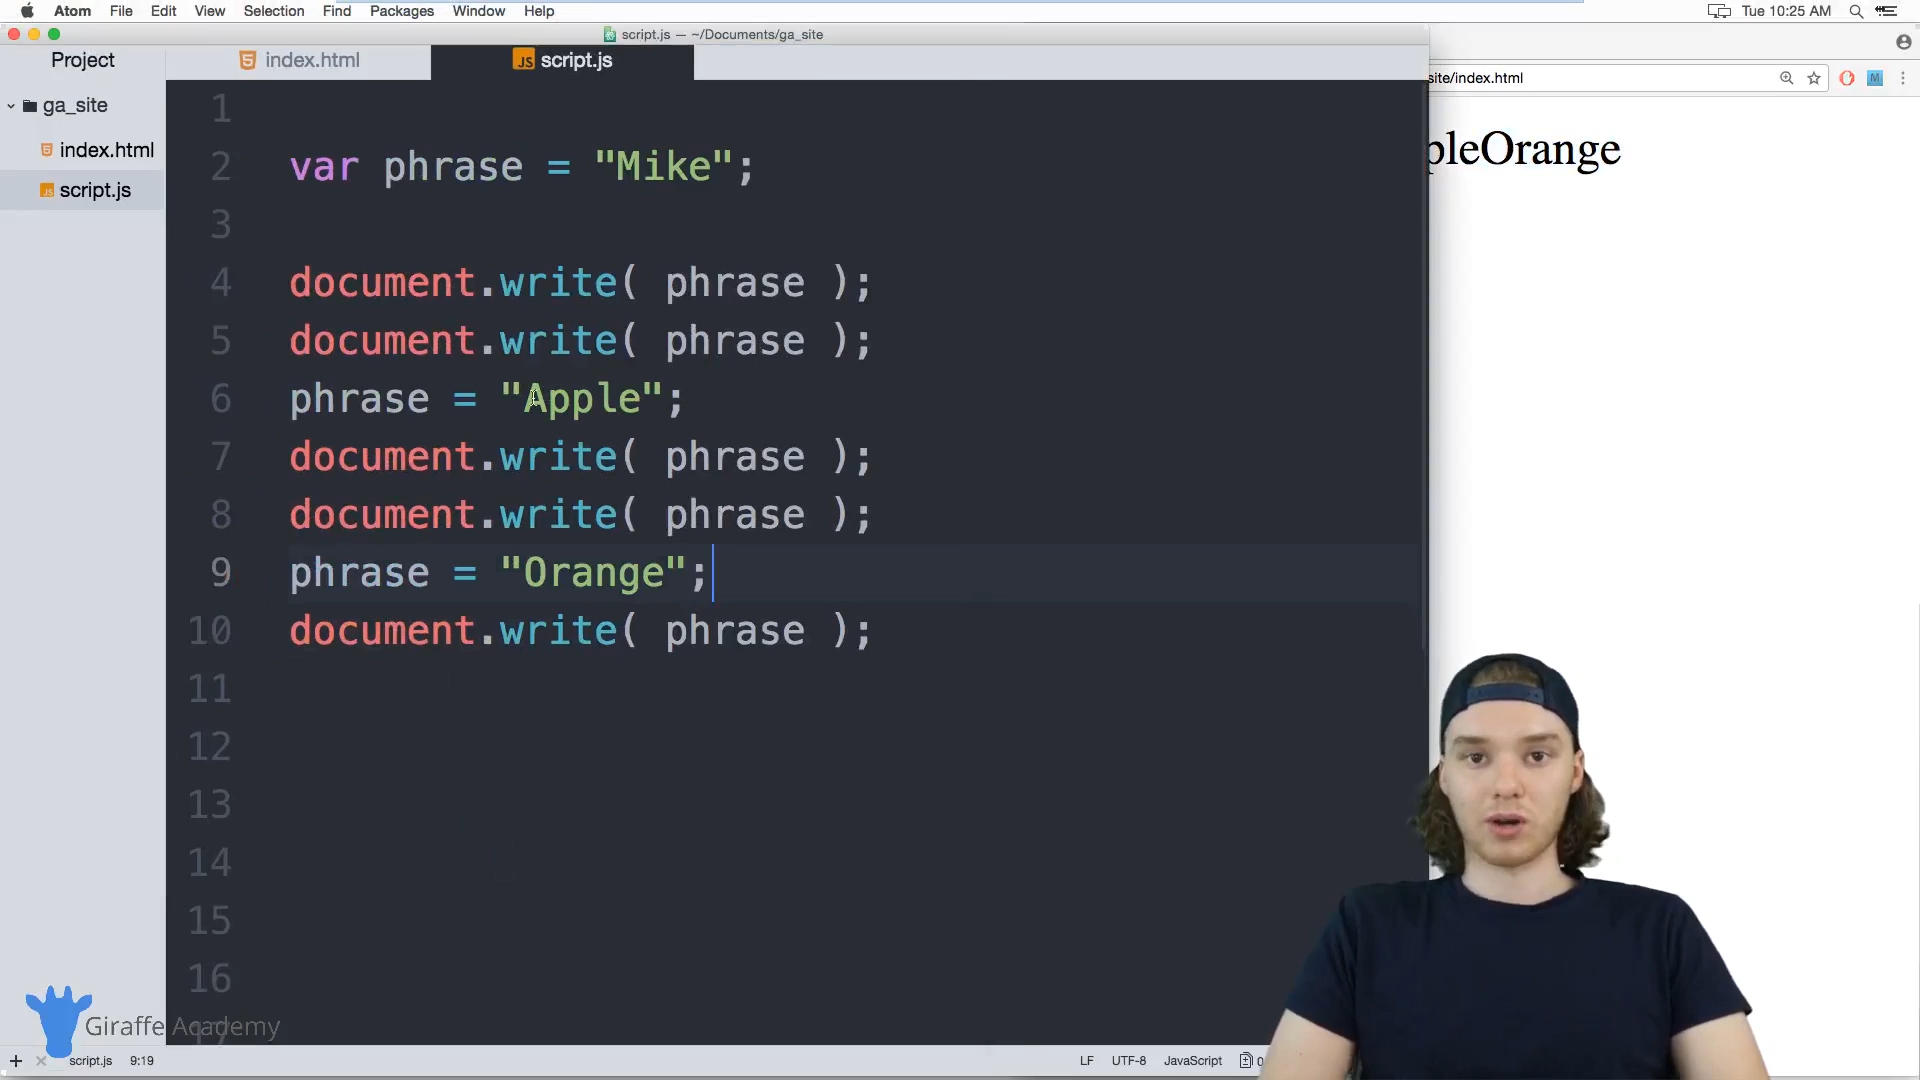 Atom File Edit View Selection Find Packages Window Help Tue 10:25 AM
script.js — ~/Documents/ga_site
Project index.html script.js
site/index.html
ga_site
index.html
script.js
1
2 var phrase = "Mike";
3
4 document.write( phrase );
5 document.write( phrase );
6 phrase = "Apple";
7 document.write( phrase );
8 document.write( phrase );
9 phrase = "Orange";
10 document.write( phrase );
11
12
13
14
15
16
pleOrange
Giraffe Academy
script.js 9:19 LF UTF-8 JavaScript 0